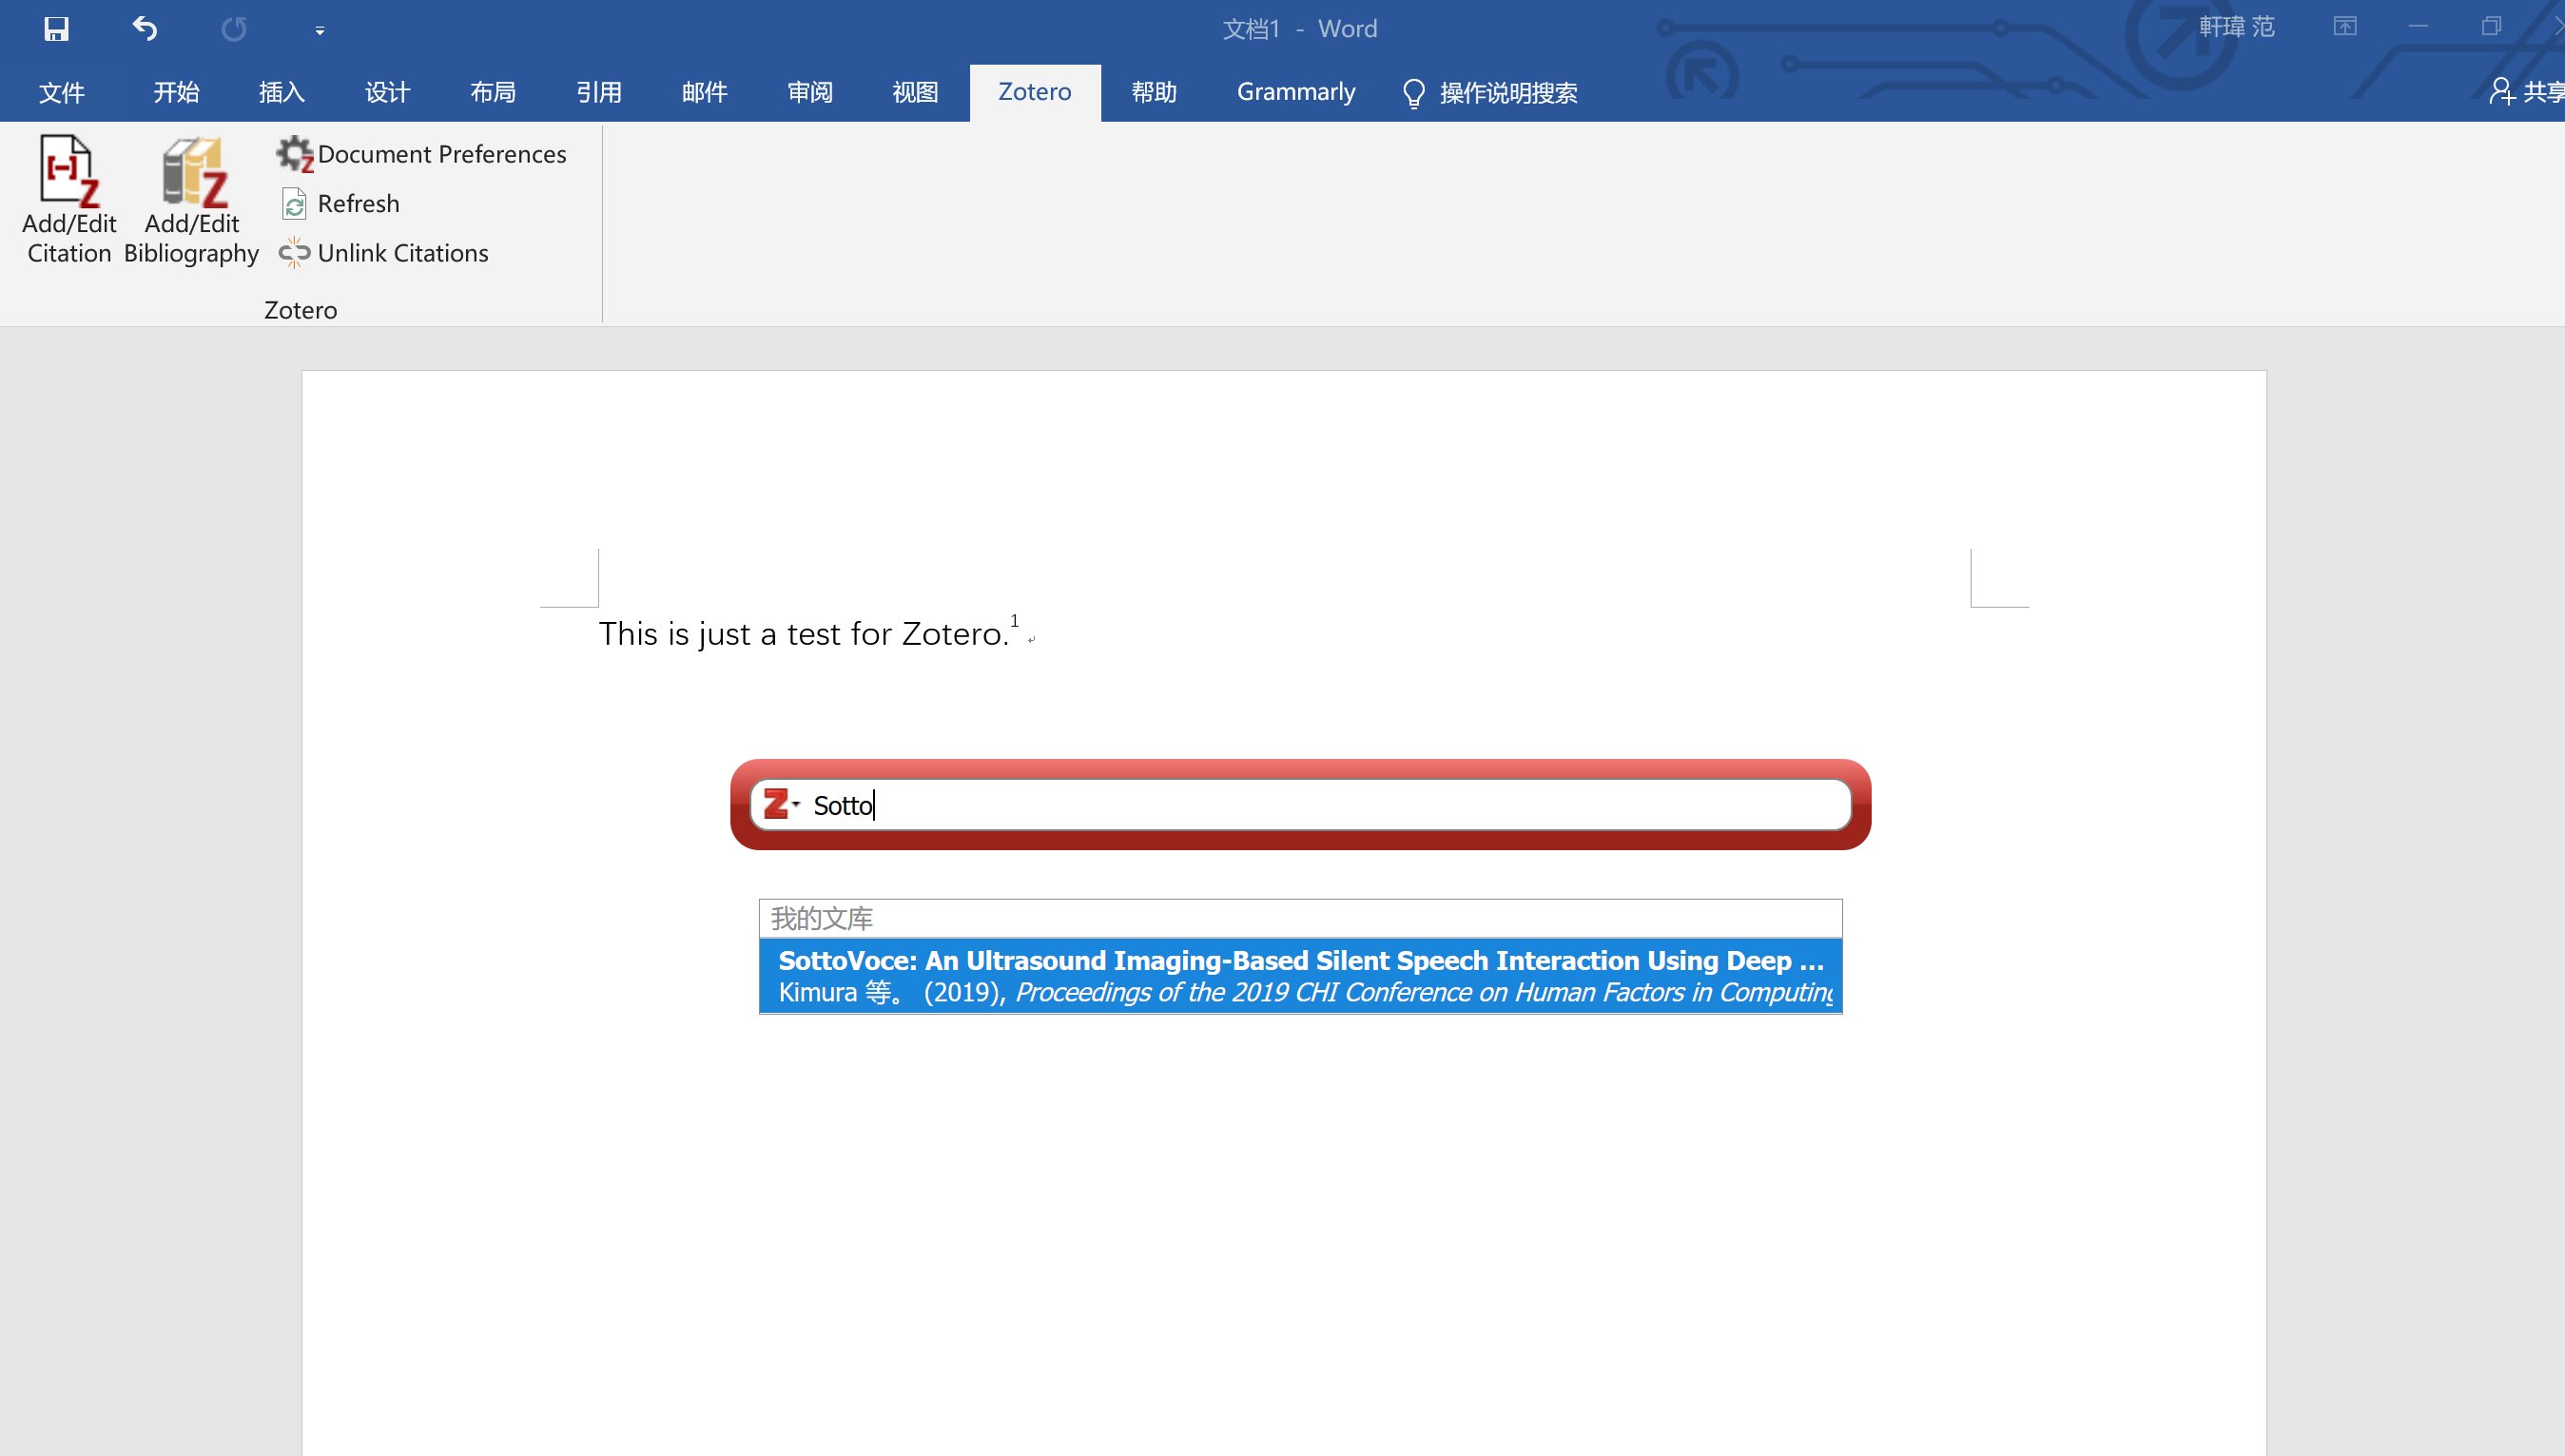 文档1 - Word
軒瑋 范
文件 开始 插入 设计 布局 引用 邮件 审阅 视图 Zotero 帮助 Grammarly 操作说明搜索 共享
Add/Edit Citation
Add/Edit Bibliography
Document Preferences
Refresh
Unlink Citations
Zotero
This is just a test for Zotero.1
Z Sotto
我的文库
SottoVoce: An Ultrasound Imaging-Based Silent Speech Interaction Using Deep ...
Kimura 等。 (2019), Proceedings of the 2019 CHI Conference on Human Factors in Computing